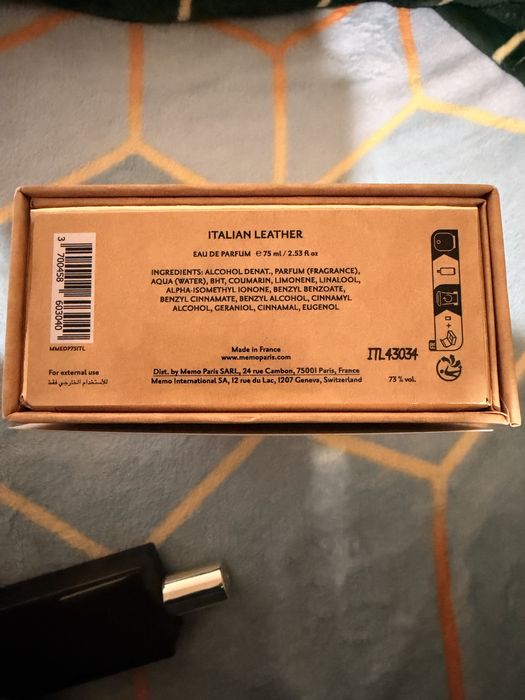 ITALIAN LEATHER
EAU DE PARFUM ℮ 75 ml / 2.53 fl oz
INGREDIENTS: ALCOHOL DENAT., PARFUM (FRAGRANCE),
AQUA (WATER), BHT, COUMARIN, LIMONENE, LINALOOL,
ALPHA-ISOMETHYL IONONE, BENZYL BENZOATE,
BENZYL CINNAMATE, BENZYL ALCOHOL, CINNAMYL
ALCOHOL, GERANIOL, CINNAMAL, EUGENOL
3 700458 603040
MMEDP75ITL
Made in France
www.memoparis.com
ITL43034
For external use
للإستخدام الخارجي فقط
Dist. by Memo Paris SARL, 24 rue Cambon, 75001 Paris, France
Memo International SA, 12 rue du Lac, 1207 Geneva, Switzerland
73 % vol.